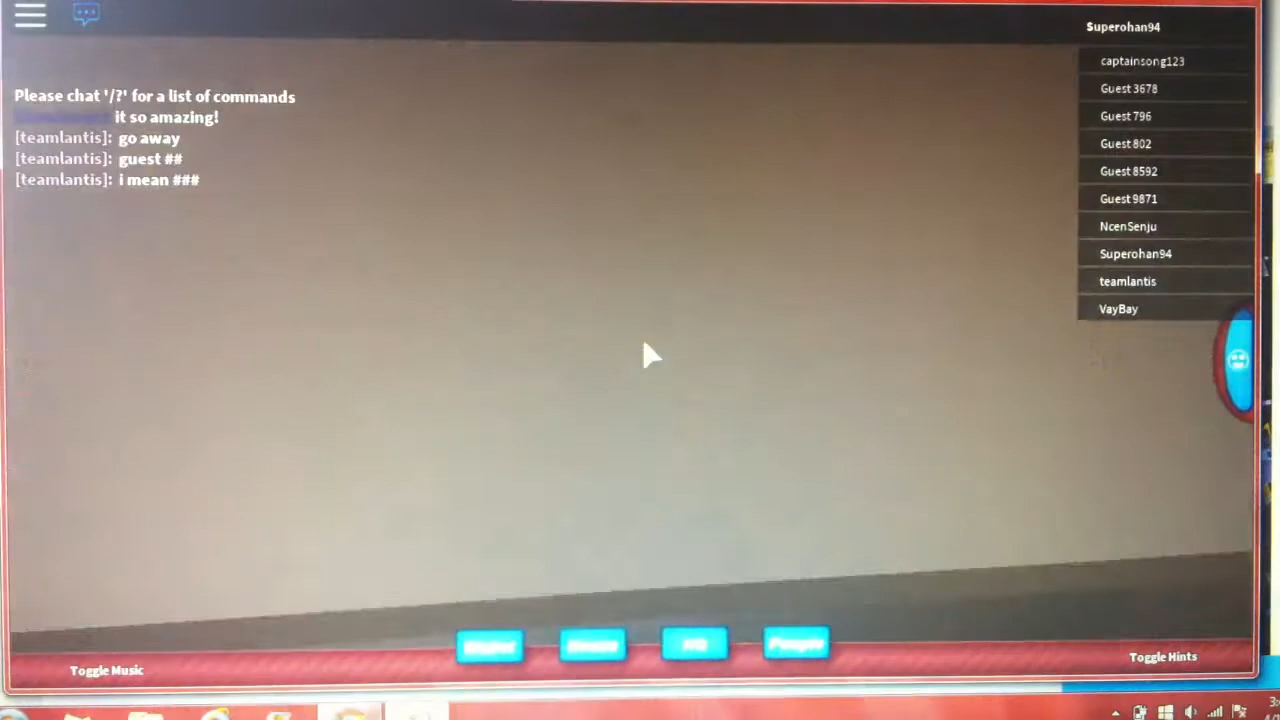 Superohan94
captainsong123
Guest 3678
Guest 796
Guest 802
Guest 8592
Guest 9871
NcenSenju
Superohan94
teamlantis
VayBay
Please chat '/?' for a list of commands
it so amazing!
[teamlantis]: go away
[teamlantis]: guest ##
[teamlantis]: i mean ###
Toggle Music
Toggle Hints